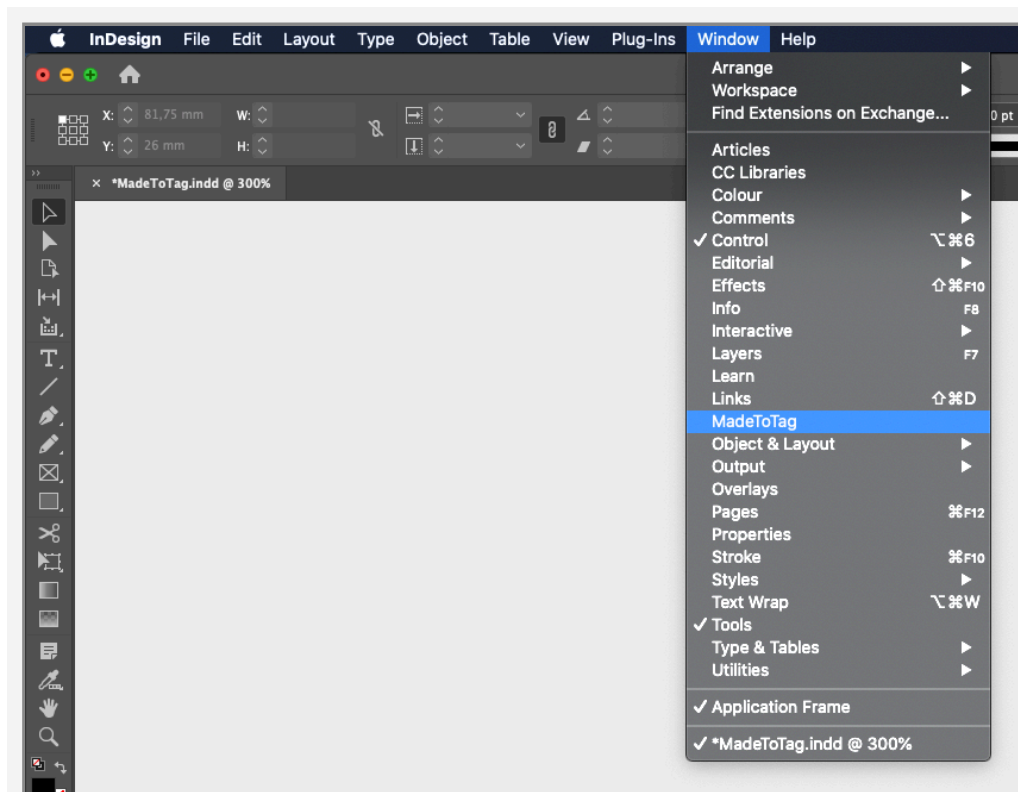 InDesign File Edit Layout Type Object Table View Plug-Ins Window Help
X: 81,75 mm W:
Y: 26 mm H:
0 pt
× *MadeToTag.indd @ 300%
Arrange
Workspace
Find Extensions on Exchange...
Articles
CC Libraries
Colour
Comments
✓ Control ⌥⌘6
Editorial
Effects ⇧⌘F10
Info F8
Interactive
Layers F7
Learn
Links ⇧⌘D
MadeToTag
Object & Layout
Output
Overlays
Pages ⌘F12
Properties
Stroke ⌘F10
Styles
Text Wrap ⌥⌘W
✓ Tools
Type & Tables
Utilities
✓ Application Frame
✓ *MadeToTag.indd @ 300%